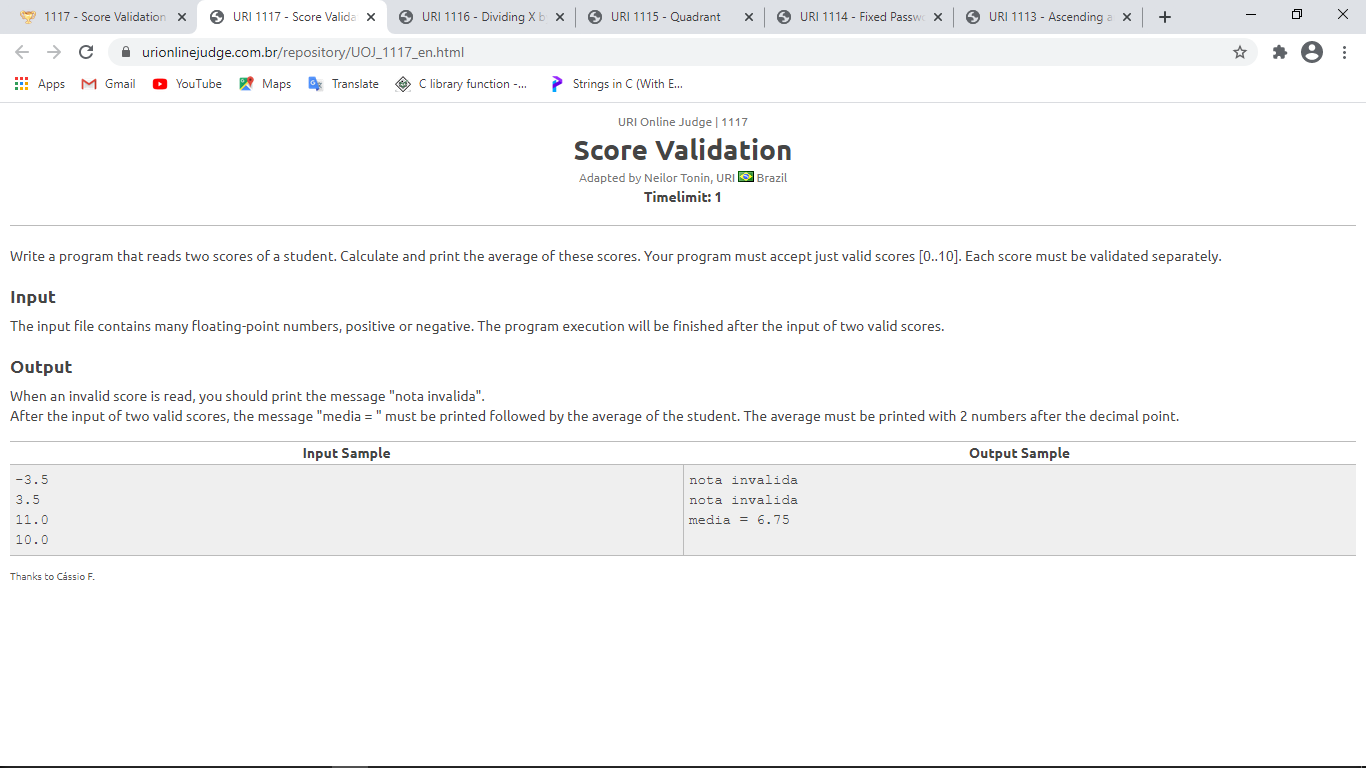 1117 - Score Validation
URI 1117 - Score Valida
URI 1116 - Dividing X b
URI 1115 - Quadrant
URI 1114 - Fixed Passw
URI 1113 - Ascending a
urionlinejudge.com.br/repository/UOJ_1117_en.html
Apps Gmail YouTube Maps Translate C library function -... Strings in C (With E...
URI Online Judge | 1117
Score Validation
Adapted by Neilor Tonin, URI Brazil
Timelimit: 1
Write a program that reads two scores of a student. Calculate and print the average of these scores. Your program must accept just valid scores [0..10]. Each score must be validated separately.
Input
The input file contains many floating-point numbers, positive or negative. The program execution will be finished after the input of two valid scores.
Output
When an invalid score is read, you should print the message "nota invalida".
After the input of two valid scores, the message "media = " must be printed followed by the average of the student. The average must be printed with 2 numbers after the decimal point.
Input Sample
Output Sample
-3.5
3.5
11.0
10.0
nota invalida
nota invalida
media = 6.75
Thanks to Cássio F.